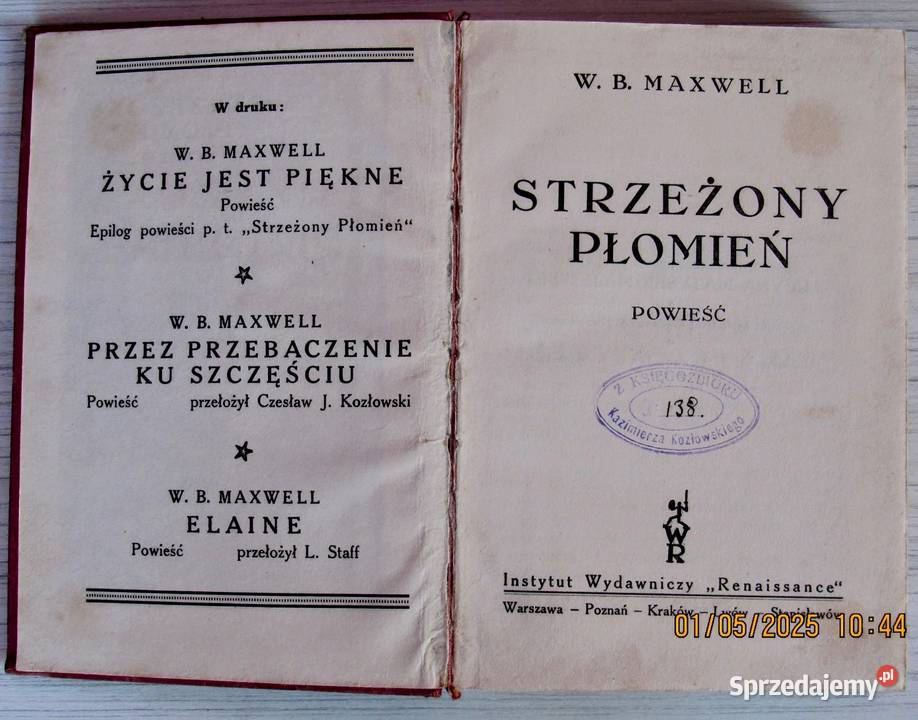 W druku:
W. B. MAXWELL
ŻYCIE JEST PIĘKNE
Powieść
Epilog powieści p. t. „Strzeżony Płomień“
W. B. MAXWELL
PRZEZ PRZEBACZENIE
KU SZCZĘŚCIU
Powieść przełożył Czesław J. Kozłowski
W. B. MAXWELL
ELAINE
Powieść przełożył L. Staff
W. B. MAXWELL
STRZEŻONY
PŁOMIEŃ
POWIEŚĆ
Z KSIĘGOZBIORU
138.
Kazimierza Kozłowskiego
WR
Instytut Wydawniczy „Renaissance“
Warszawa – Poznań – Kraków – Lwów – Stanisławów
01/05/2025 10:44
Sprzedajemy.pl